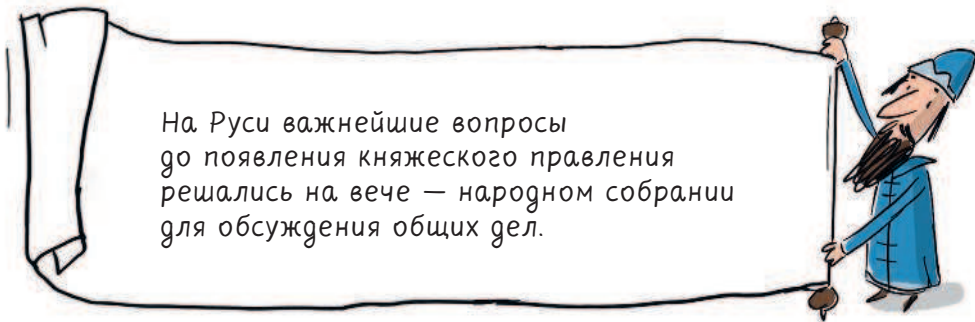 На Руси важнейшие вопросы
до появления княжеского правления
решались на вече — народном собрании
для обсуждения общих дел.